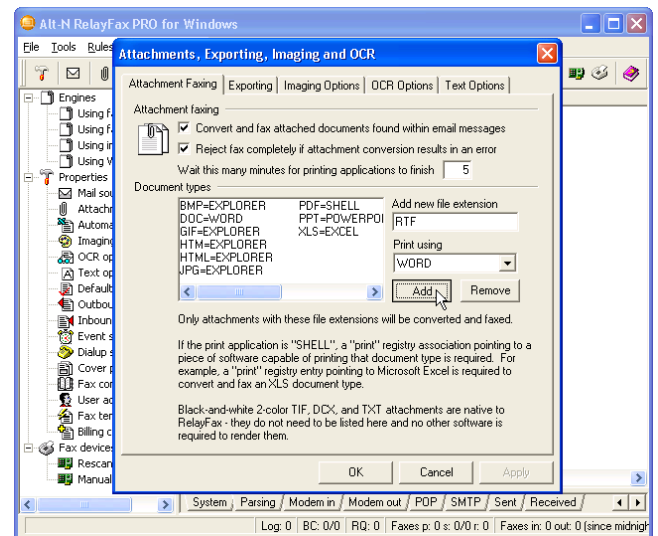 Alt-N RelayFax PRO for Windows
File Tools Rules
Attachments, Exporting, Imaging and OCR
Attachment Faxing Exporting Imaging Options OCR Options Text Options
Attachment faxing
Convert and fax attached documents found within email messages
Reject fax completely if attachment conversion results in an error
Wait this many minutes for printing applications to finish 5
Document types
BMP=EXPLORER PDF=SHELL
DOC=WORD PPT=POWERPOI
GIF=EXPLORER XLS=EXCEL
HTM=EXPLORER
HTML=EXPLORER
JPG=EXPLORER
Add new file extension
RTF
Print using
WORD
Add Remove
Only attachments with these file extensions will be converted and faxed.
If the print application is "SHELL", a "print" registry association pointing to a
piece of software capable of printing that document type is required. For
example, a "print" registry entry pointing to Microsoft Excel is required to
convert and fax an XLS document type.
Black-and-white 2-color TIF, DCX, and TXT attachments are native to
RelayFax - they do not need to be listed here and no other software is
required to render them.
OK Cancel Apply
Engines
Using f
Using f
Using in
Using W
Properties
Mail sou
Attachr
Automa
Imaging
OCR op
Text op
Default
Outbou
Inboun
Event s
Dialup s
Cover p
Fax cor
User ac
Fax ter
Billing c
Fax devices
Rescan
Manual
System Parsing Modem in Modem out POP SMTP Sent Received
Log: 0 BC: 0/0 RQ: 0 Faxes p: 0 s: 0/0 r: 0 Faxes in: 0 out: 0 (since midnigh